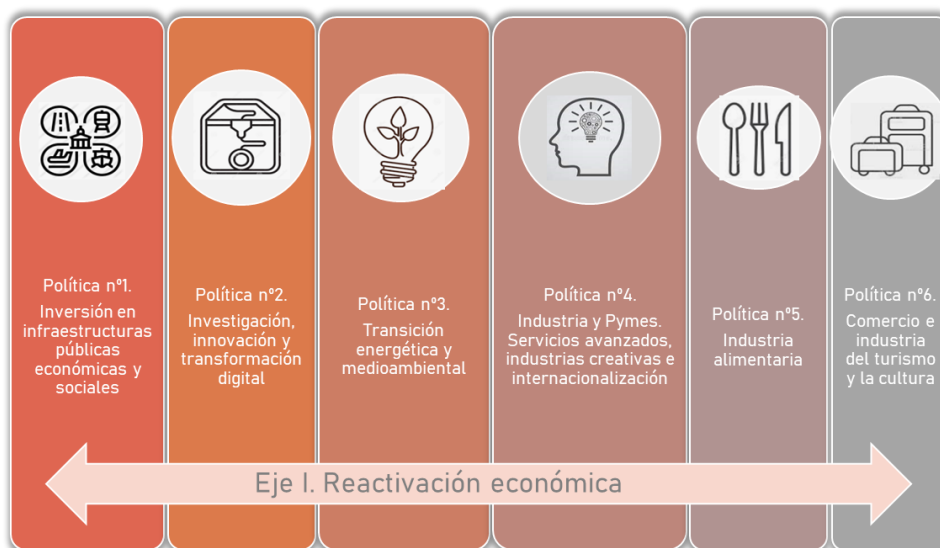 Política nº1.
Inversión en
infraestructuras
públicas
económicas y
sociales
Política nº2.
Investigación,
innovación y
transformación
digital
Política nº3.
Transición
energética y
medioambiental
Política nº4.
Industria y Pymes.
Servicios avanzados,
industrias creativas e
internacionalización
Política nº5.
Industria
alimentaria
Política nº6.
Comercio e
industria
del turismo
y la cultura
Eje I. Reactivación económica